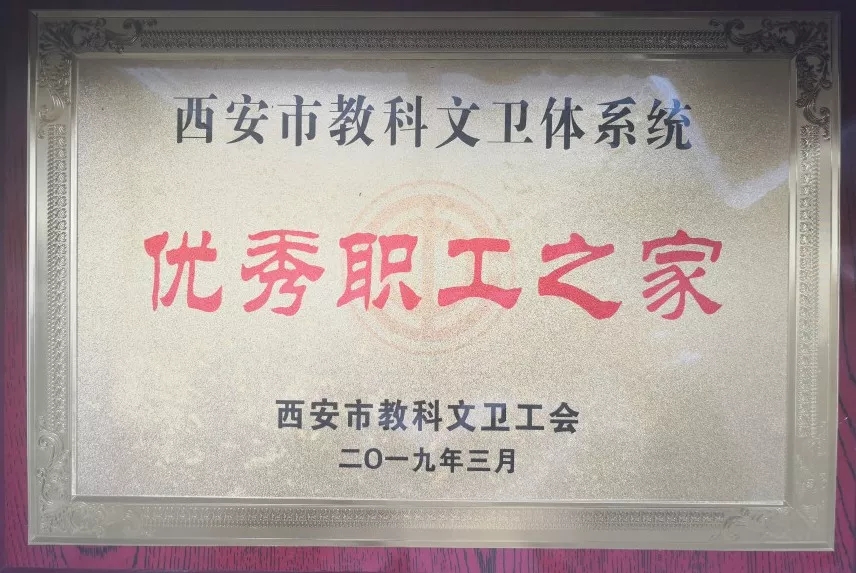 西安市教科文卫体系统
优秀职工之家
西安市教科文卫工会
二〇一九年三月